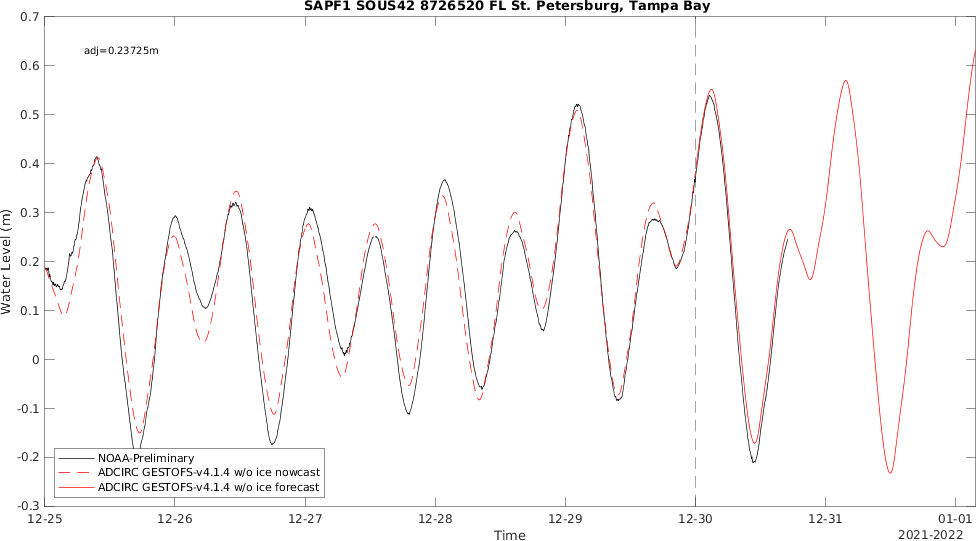 SAPF1 SOUS42 8726520 FL St. Petersburg, Tampa Bay
adj=0.23725m
Water Level (m)
0.7
0.6
0.5
0.4
0.3
0.2
0.1
0
-0.1
-0.2
-0.3
NOAA-Preliminary
ADCIRC GESTOFS-v4.1.4 w/o ice nowcast
ADCIRC GESTOFS-v4.1.4 w/o ice forecast
12-25 12-26 12-27 12-28 12-29 12-30 12-31 01-01
Time
2021-2022